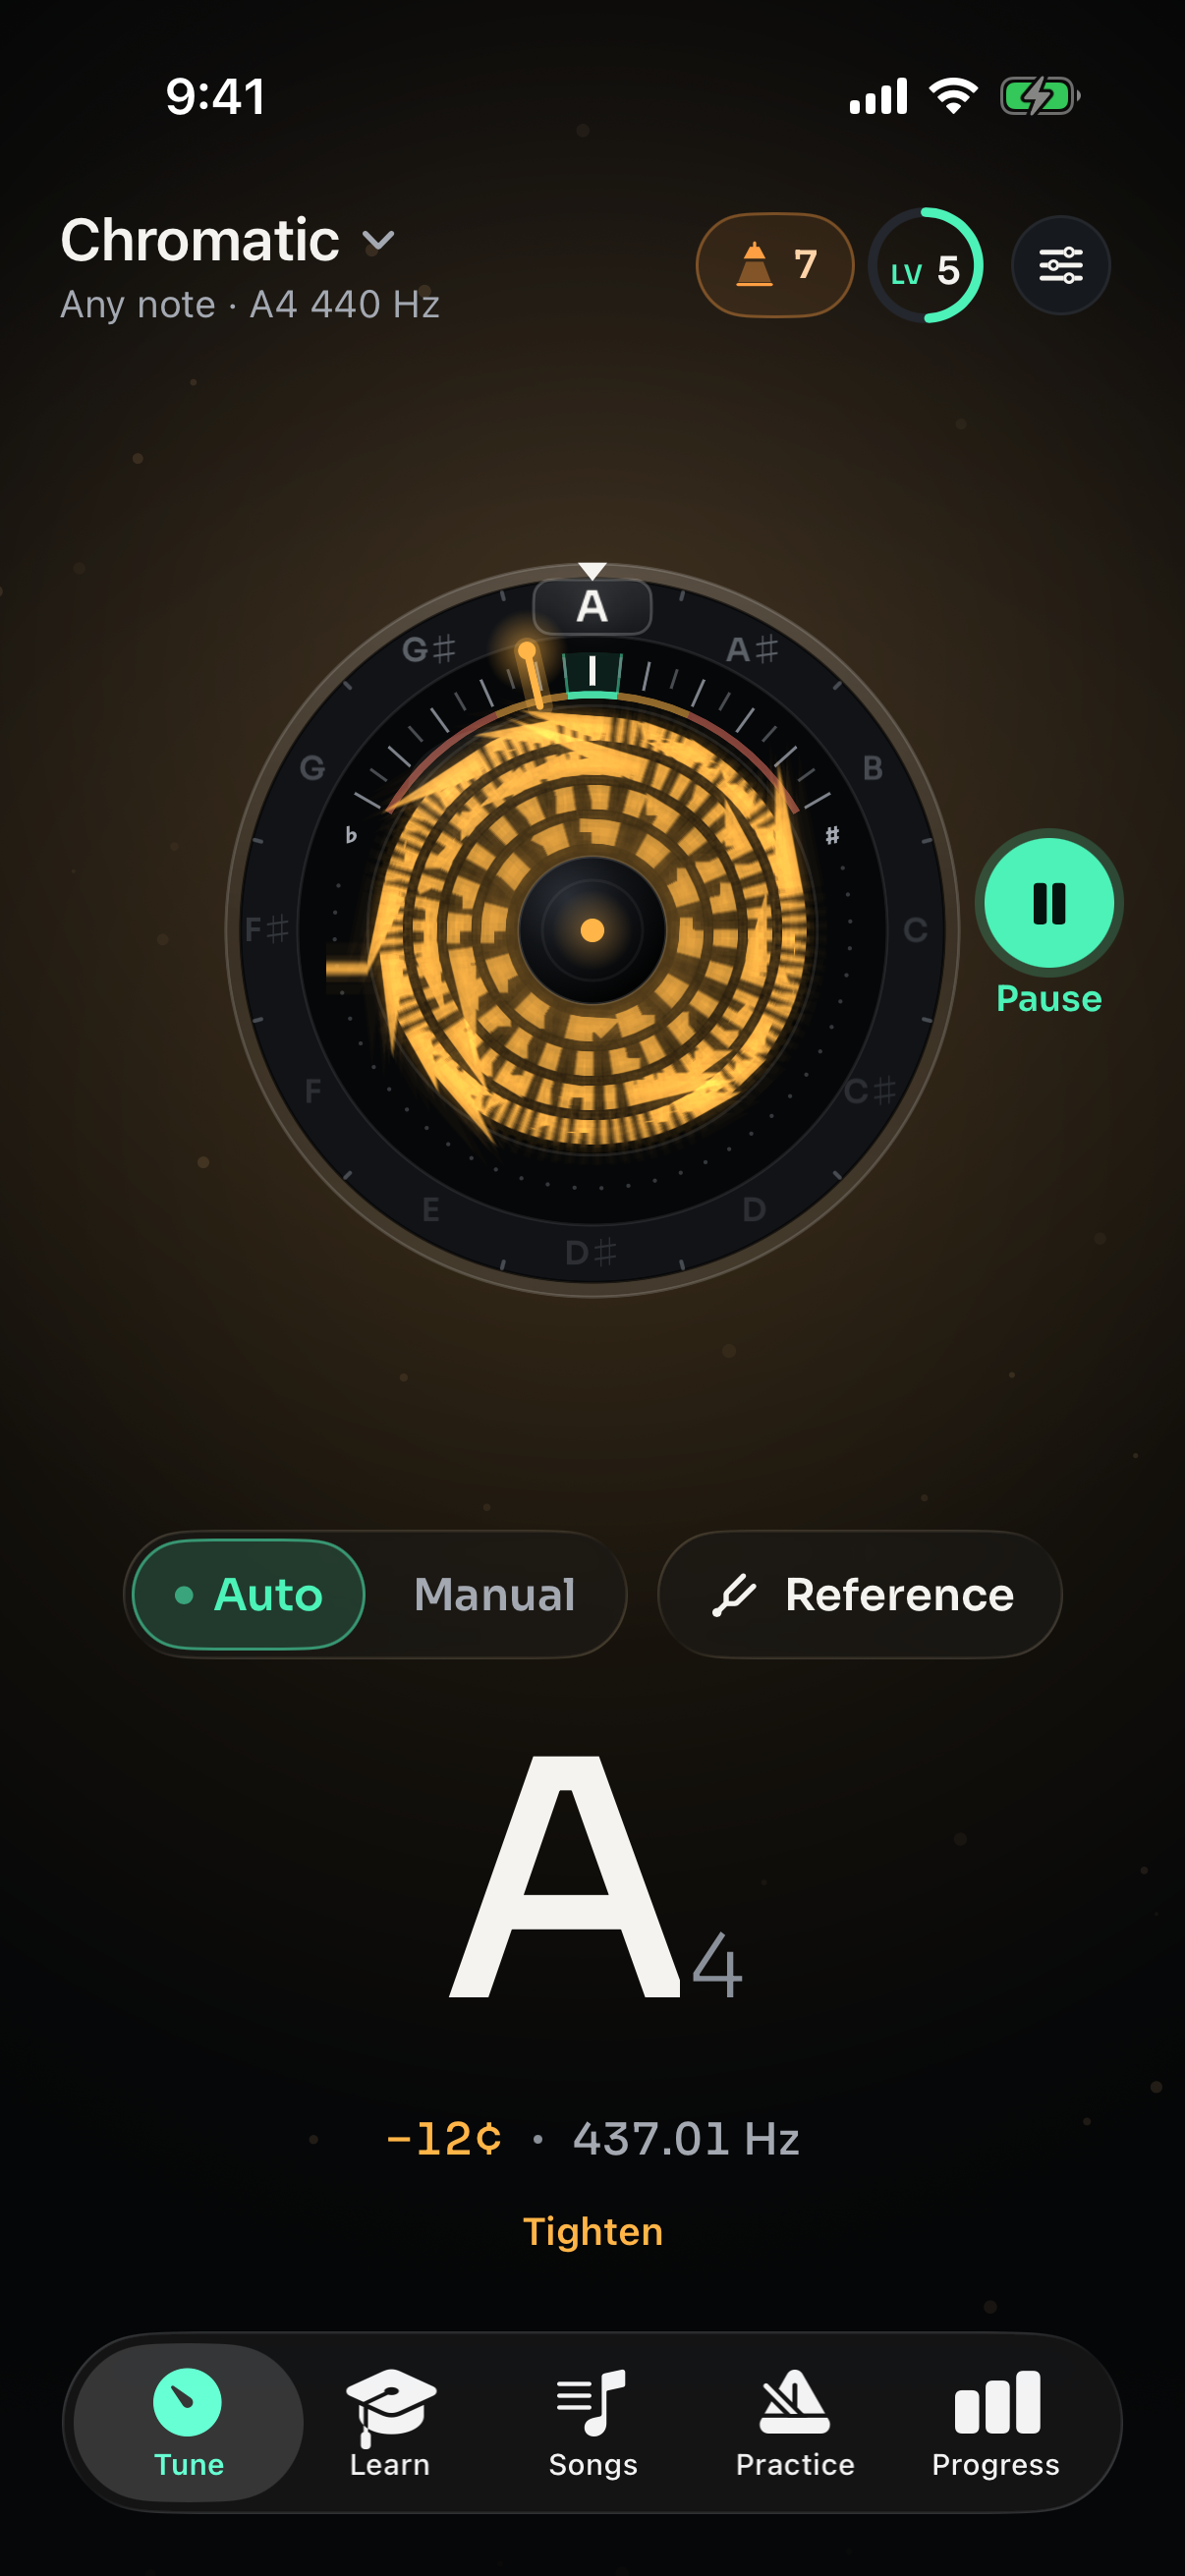 9:41
Chromatic
Any note · A4 440 Hz
7
LV 5
A
G♯
A♯
G
B
♭
♯
F♯
C
Pause
F
C♯
E
D
D♯
Auto
Manual
Reference
A4
−12¢ · 437.01 Hz
Tighten
Tune
Learn
Songs
Practice
Progress